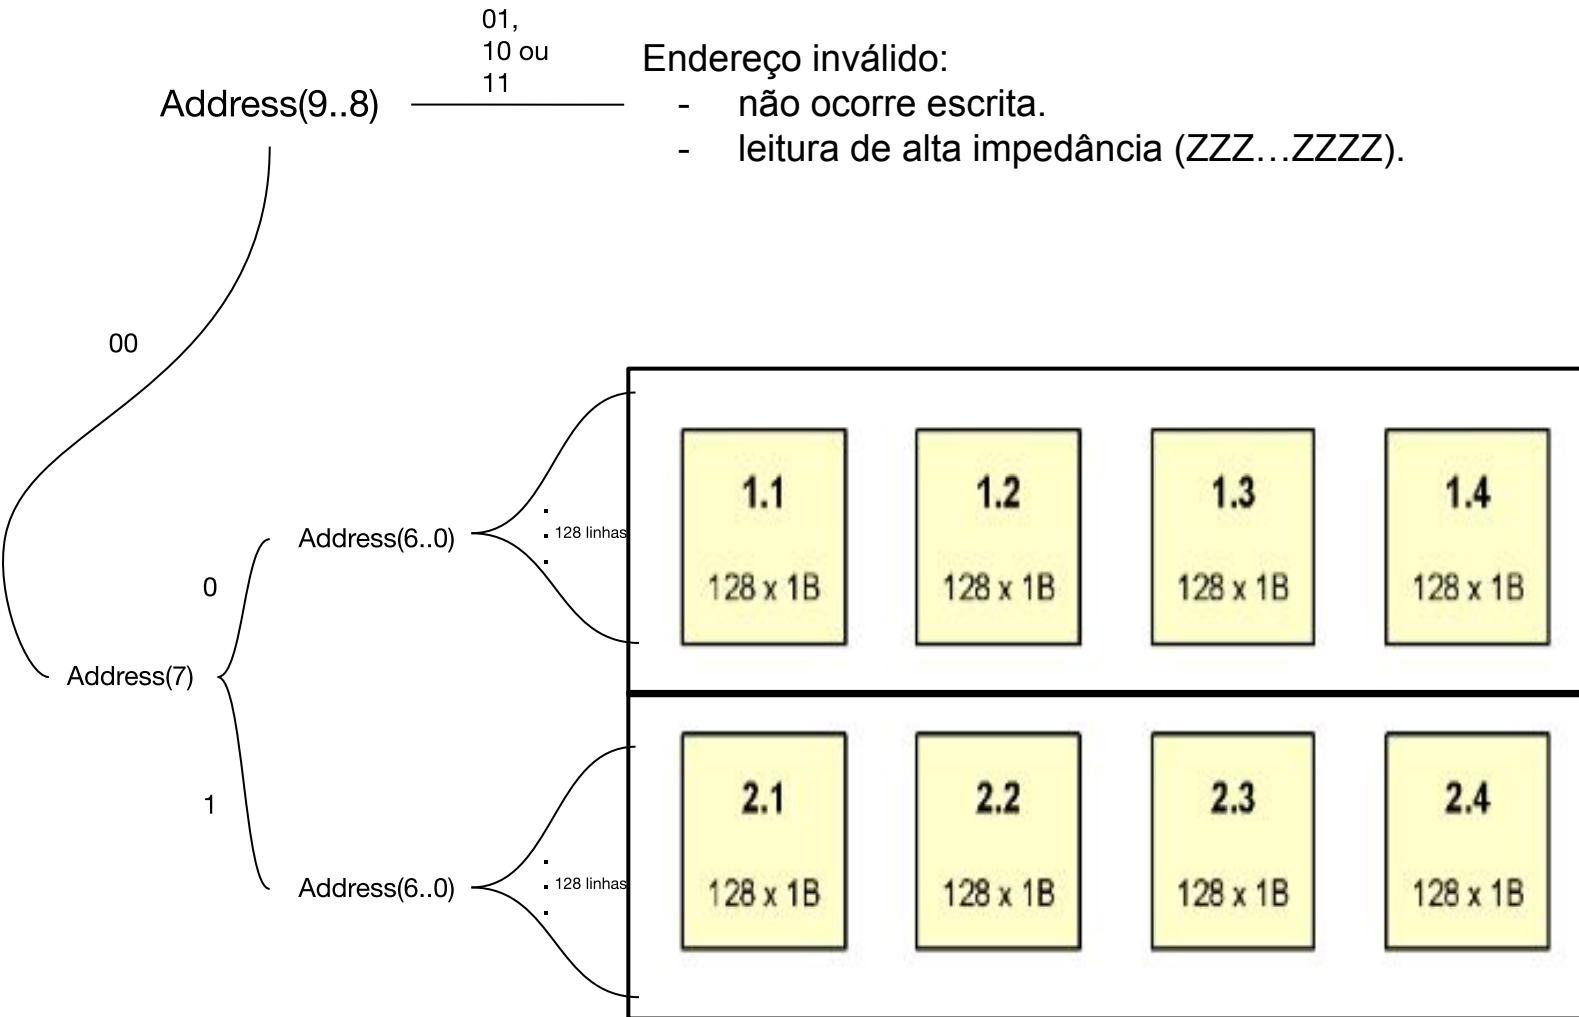 01,
10 ou
11
Address(9..8)
Endereço inválido:
- não ocorre escrita.
- leitura de alta impedância (ZZZ…ZZZZ).
00
1.1
1.2
1.3
1.4
Address(6..0)
128 linhas
128 x 1B
128 x 1B
128 x 1B
128 x 1B
0
Address(7)
1
2.1
2.2
2.3
2.4
Address(6..0)
128 linhas
128 x 1B
128 x 1B
128 x 1B
128 x 1B